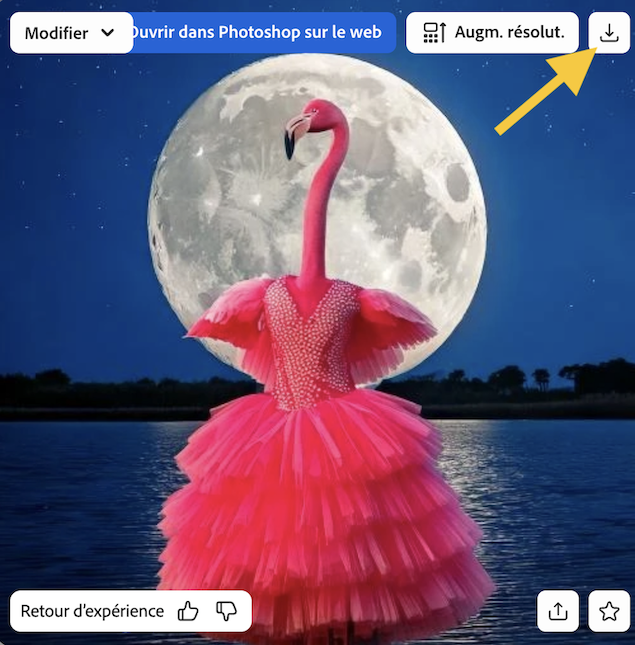 Modifier
Ouvrir dans Photoshop sur le web
Augm. résolut.
Retour d'expérience